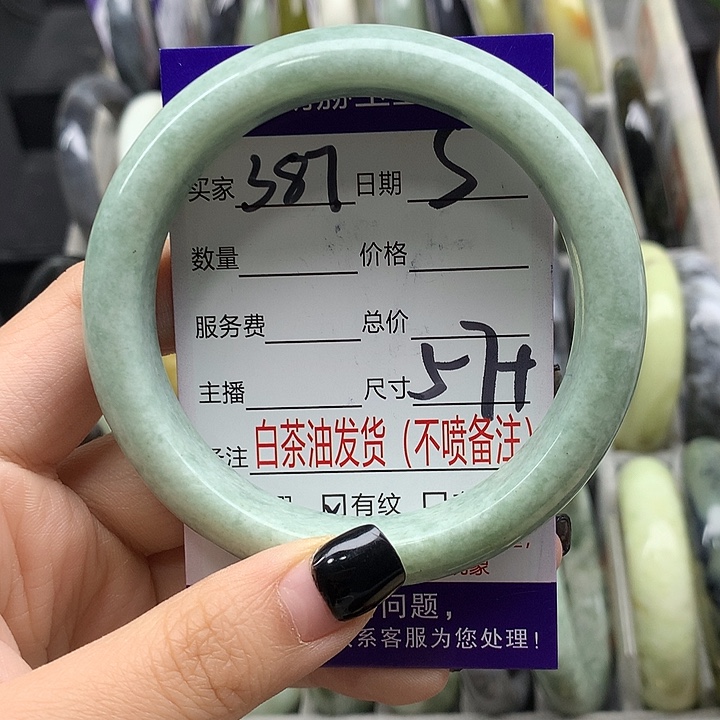 买家 387 日期 5
数量 价格
服务费 总价
主播 尺寸 57H
注 白茶油发货（不喷备注）
有纹
问题，
系客服为您处理！